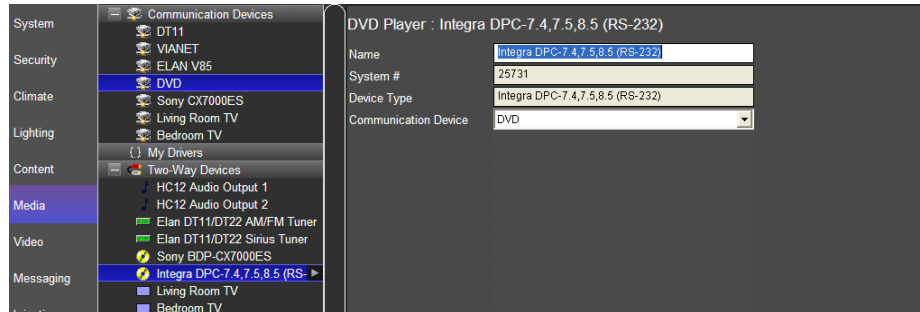 System
Security
Climate
Lighting
Content
Media
Video
Messaging
Communication Devices
DT11
VIANET
ELAN V85
DVD
Sony CX7000ES
Living Room TV
Bedroom TV
{} My Drivers
Two-Way Devices
HC12 Audio Output 1
HC12 Audio Output 2
Elan DT11/DT22 AM/FM Tuner
Elan DT11/DT22 Sirius Tuner
Sony BDP-CX7000ES
Integra DPC-7.4,7.5,8.5 (RS-
Living Room TV
Bedroom TV
DVD Player : Integra DPC-7.4,7.5,8.5 (RS-232)
Name Integra DPC-7.4,7.5,8.5 (RS-232)
System # 25731
Device Type Integra DPC-7.4,7.5,8.5 (RS-232)
Communication Device DVD